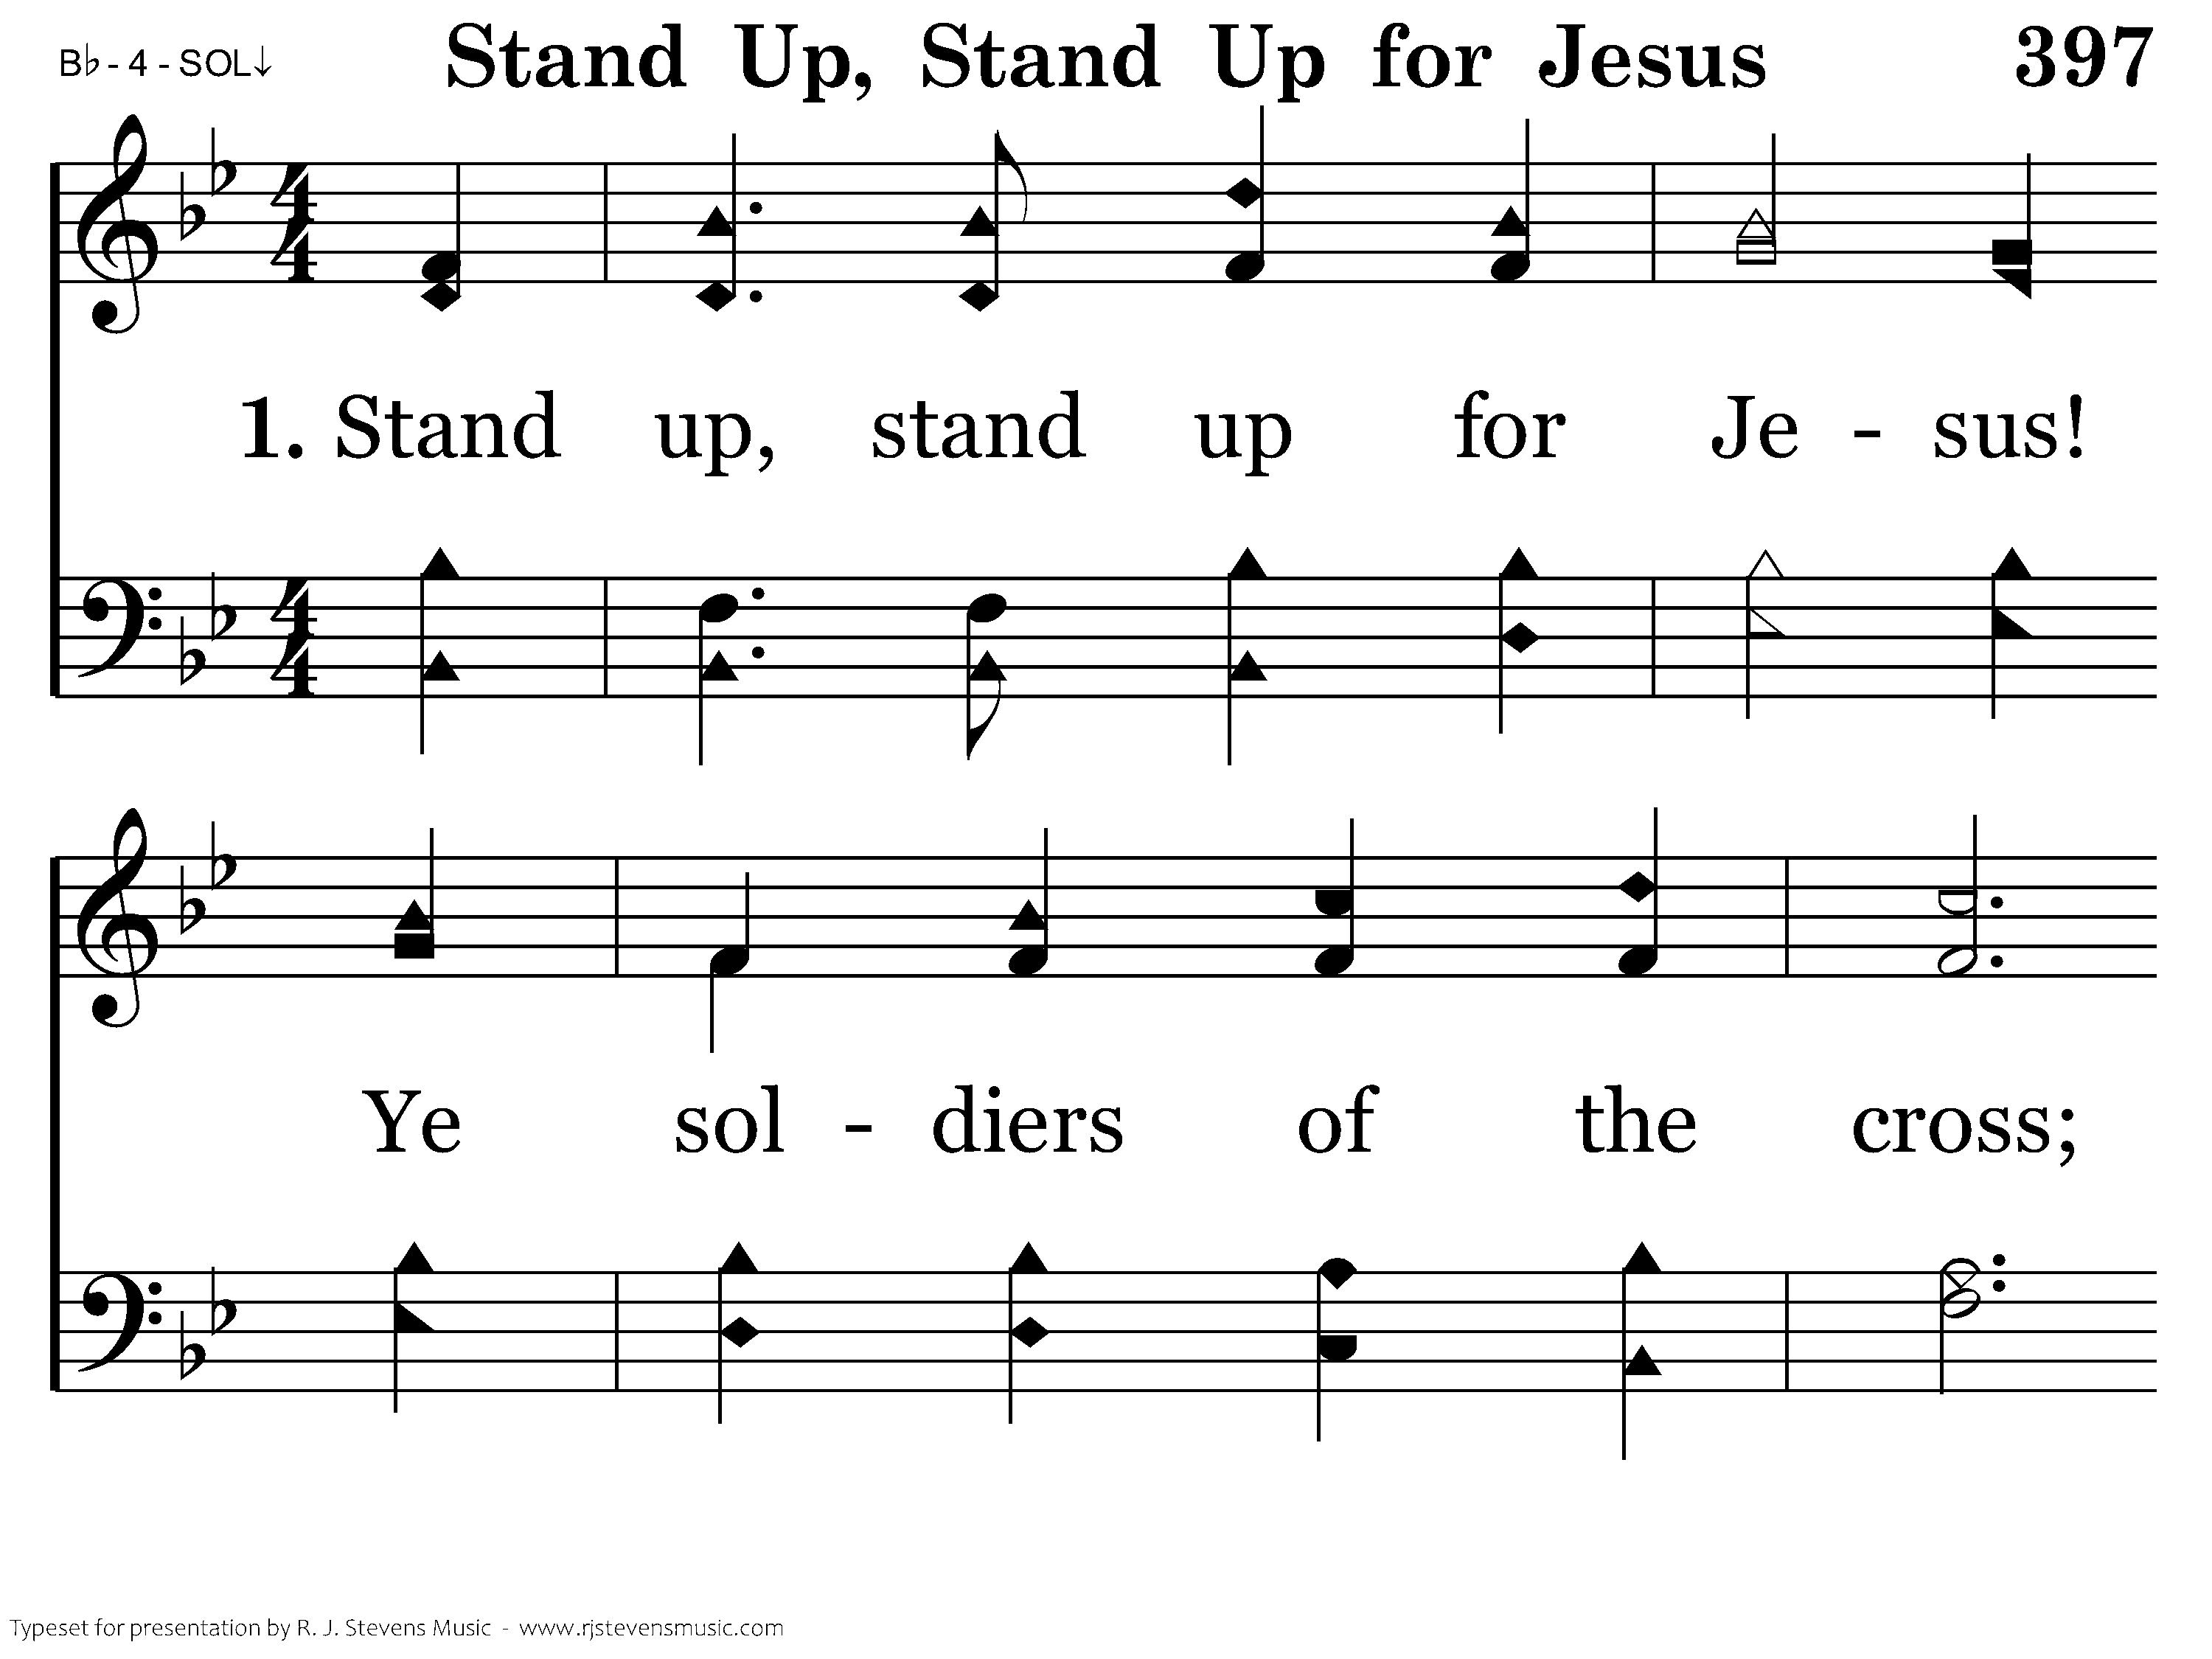 B♭ - 4 - SOL↓ Stand Up, Stand Up for Jesus 397
1. Stand up, stand up for Je - sus!
Ye sol - diers of the cross;
Typeset for presentation by R. J. Stevens Music - www.rjstevensmusic.com